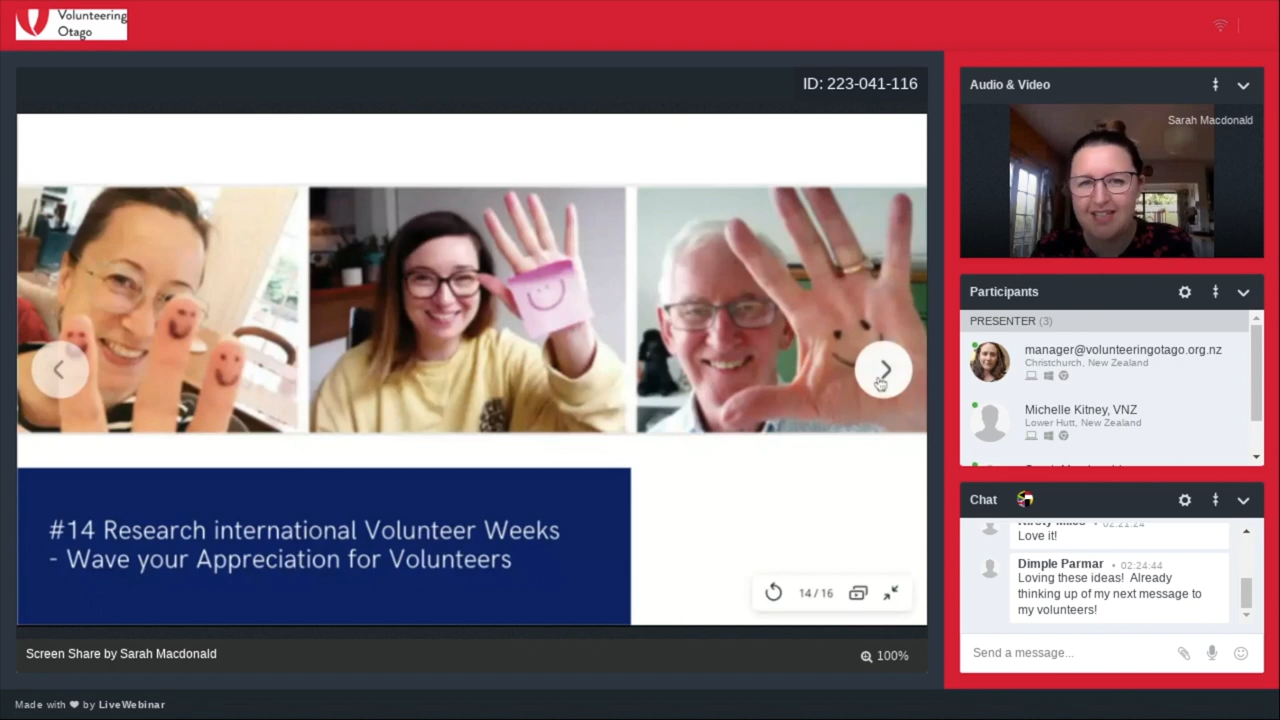 Volunteering
Otago
ID: 223-041-116
#14 Research international Volunteer Weeks
- Wave your Appreciation for Volunteers
14 / 16
Screen Share by Sarah Macdonald
100%
Audio & Video
Sarah Macdonald
Participants
PRESENTER (3)
manager@volunteeringotago.org.nz
Christchurch, New Zealand
Michelle Kitney, VNZ
Lower Hutt, New Zealand
Chat
Love it!
Dimple Parmar • 02:24:44
Loving these ideas! Already
thinking up of my next message to
my volunteers!
Send a message...
Made with ❤ by LiveWebinar